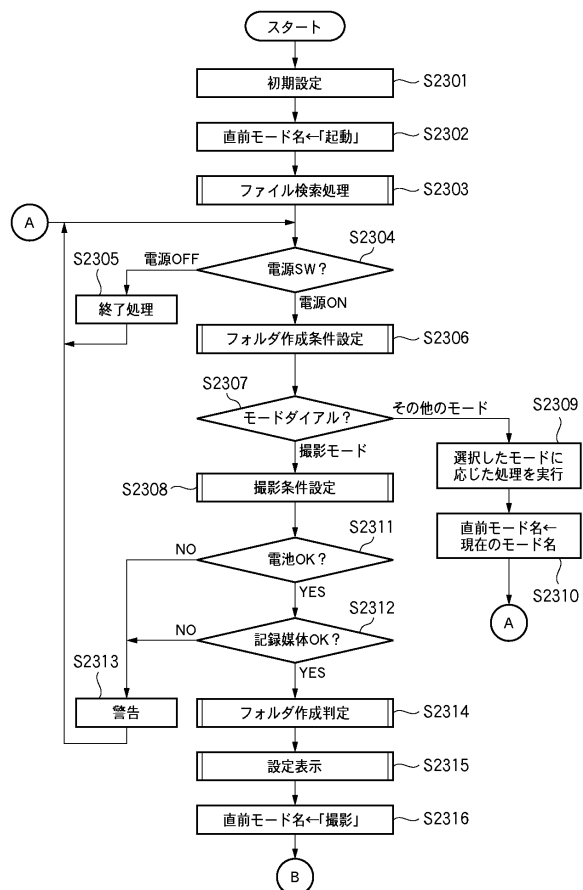 スタート
初期設定
S2301
直前モード名←「起動」
S2302
ファイル検索処理
S2303
A
S2304
電源SW？
S2305
電源OFF
終了処理
電源ON
フォルダ作成条件設定
S2306
S2307
モードダイアル？
その他のモード
S2309
選択したモードに
応じた処理を実行
撮影モード
S2308
撮影条件設定
直前モード名←
現在のモード名
S2310
A
S2311
電池OK？
NO
YES
S2312
記録媒体OK？
NO
YES
S2313
警告
フォルダ作成判定
S2314
設定表示
S2315
直前モード名←「撮影」
S2316
B